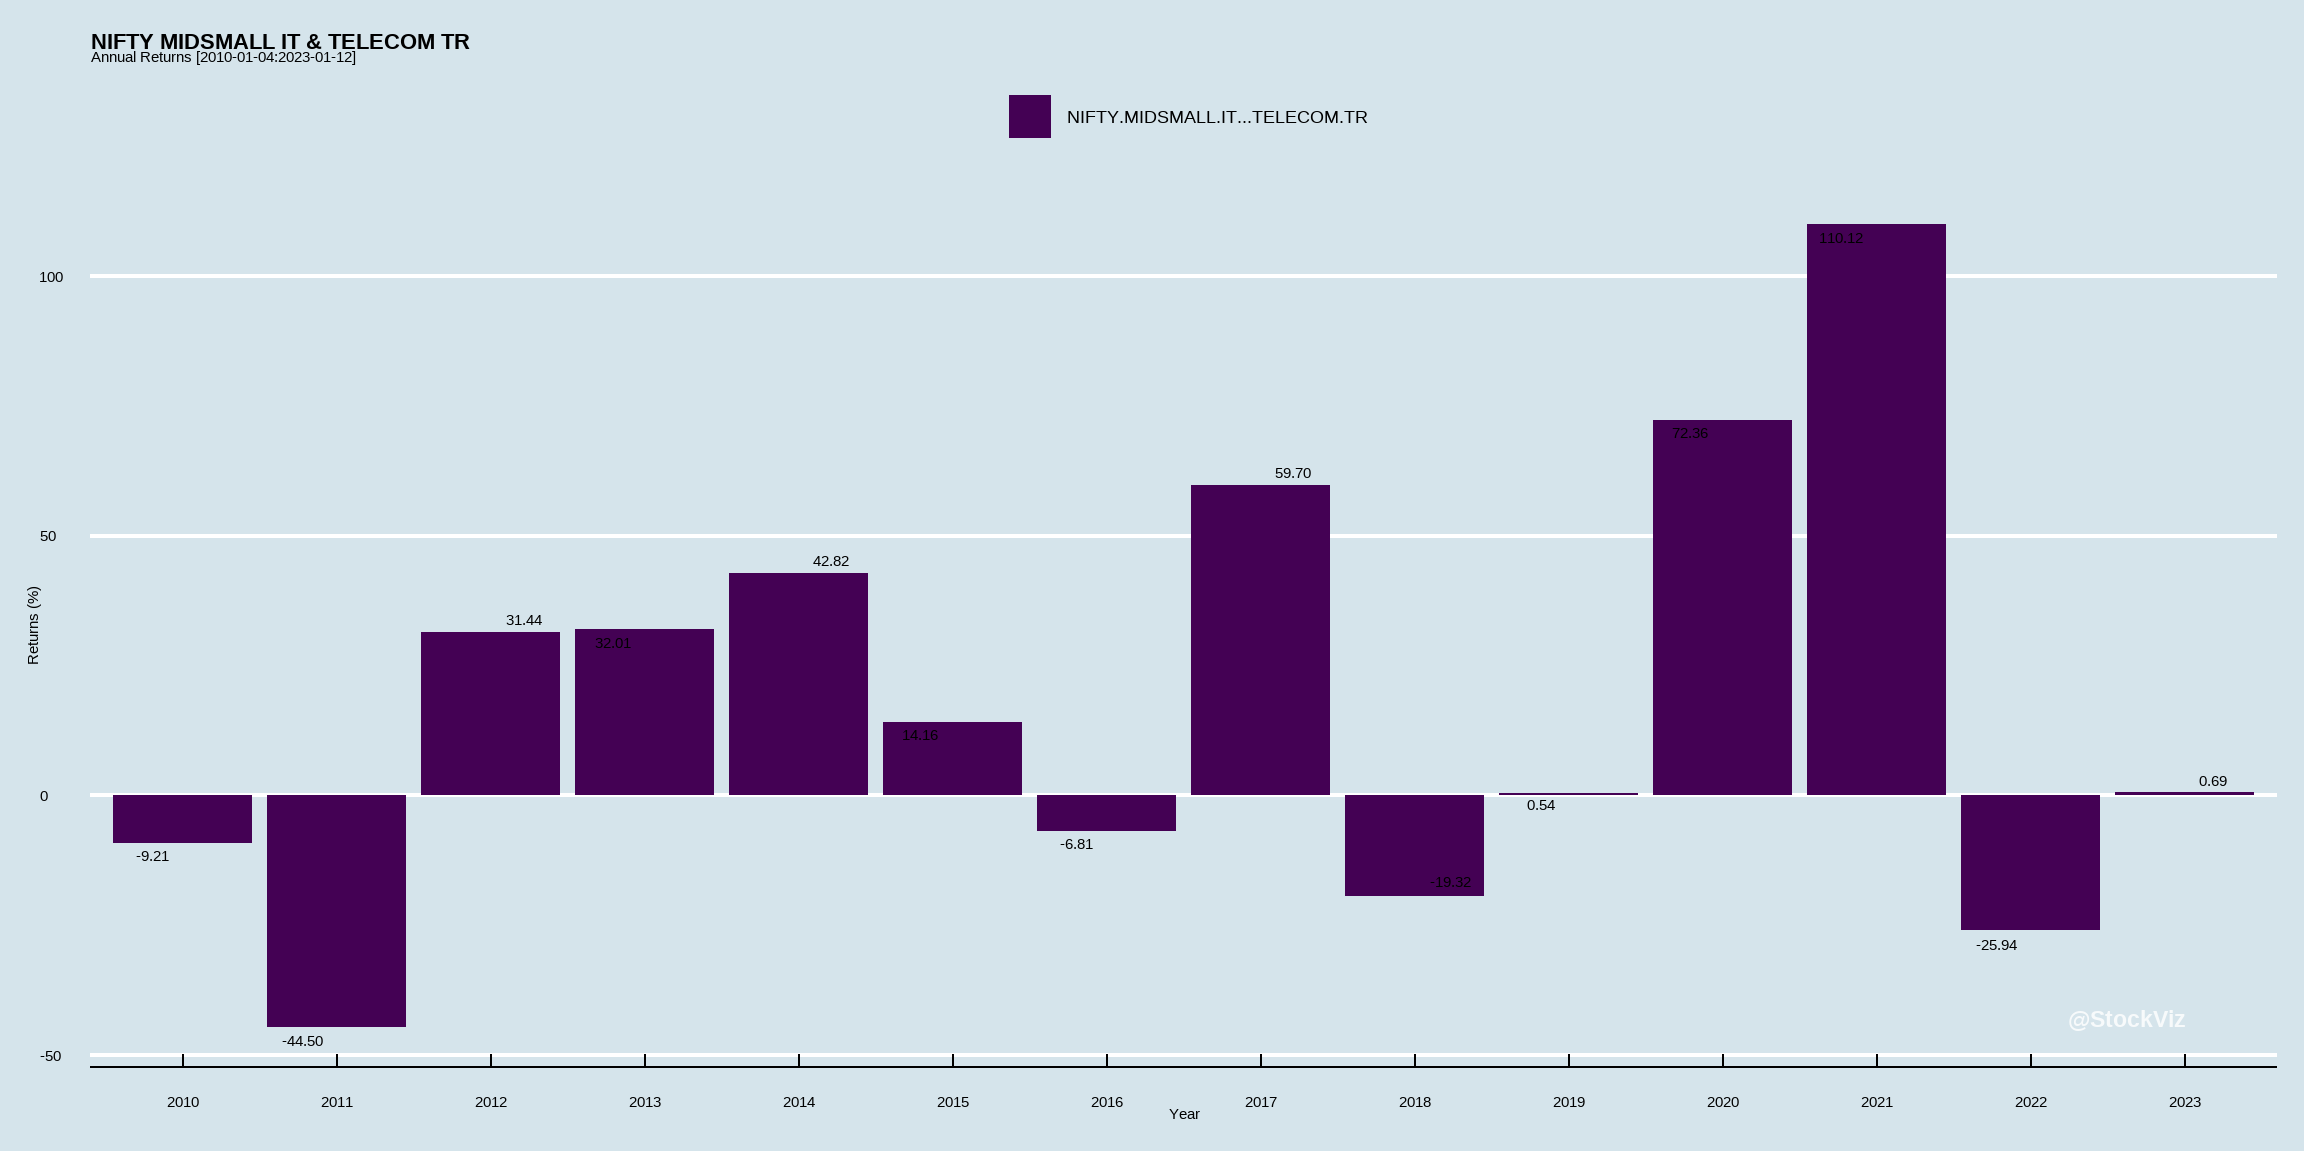 NIFTY MIDSMALL IT & TELECOM TR
Annual Returns [2010-01-04:2023-01-12]
NIFTY.MIDSMALL.IT...TELECOM.TR
110.12
100
72.36
59.70
50
42.82
31.44
32.01
14.16
0.69
0
0.54
-6.81
-9.21
-19.32
-25.94
-44.50
-50
Returns (%)
@StockViz
2010 2011 2012 2013 2014 2015 2016 2017 2018 2019 2020 2021 2022 2023
Year